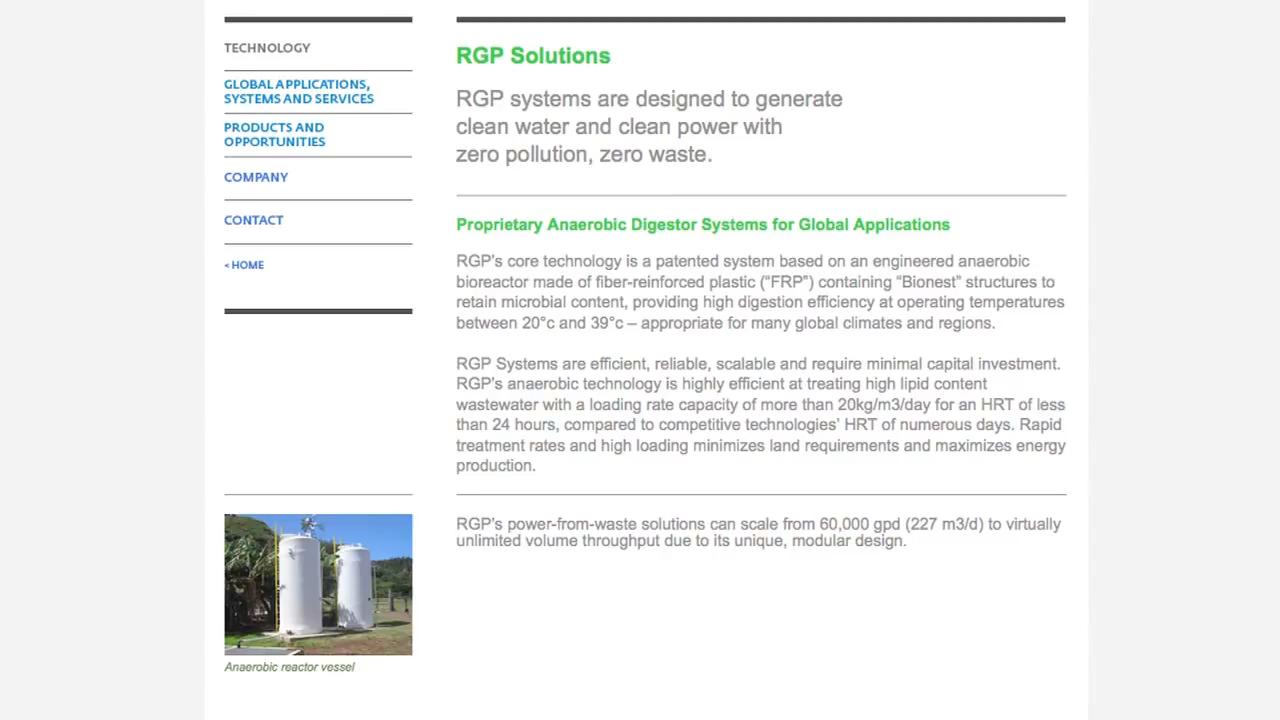 TECHNOLOGY
GLOBAL APPLICATIONS,
SYSTEMS AND SERVICES
PRODUCTS AND
OPPORTUNITIES
COMPANY
CONTACT
< HOME
Anaerobic reactor vessel
RGP Solutions
RGP systems are designed to generate
clean water and clean power with
zero pollution, zero waste.
Proprietary Anaerobic Digestor Systems for Global Applications
RGP's core technology is a patented system based on an engineered anaerobic
bioreactor made of fiber-reinforced plastic (“FRP”) containing “Bionest” structures to
retain microbial content, providing high digestion efficiency at operating temperatures
between 20°c and 39°c – appropriate for many global climates and regions.
RGP Systems are efficient, reliable, scalable and require minimal capital investment.
RGP's anaerobic technology is highly efficient at treating high lipid content
wastewater with a loading rate capacity of more than 20kg/m3/day for an HRT of less
than 24 hours, compared to competitive technologies' HRT of numerous days. Rapid
treatment rates and high loading minimizes land requirements and maximizes energy
production.
RGP's power-from-waste solutions can scale from 60,000 gpd (227 m3/d) to virtually
unlimited volume throughput due to its unique, modular design.